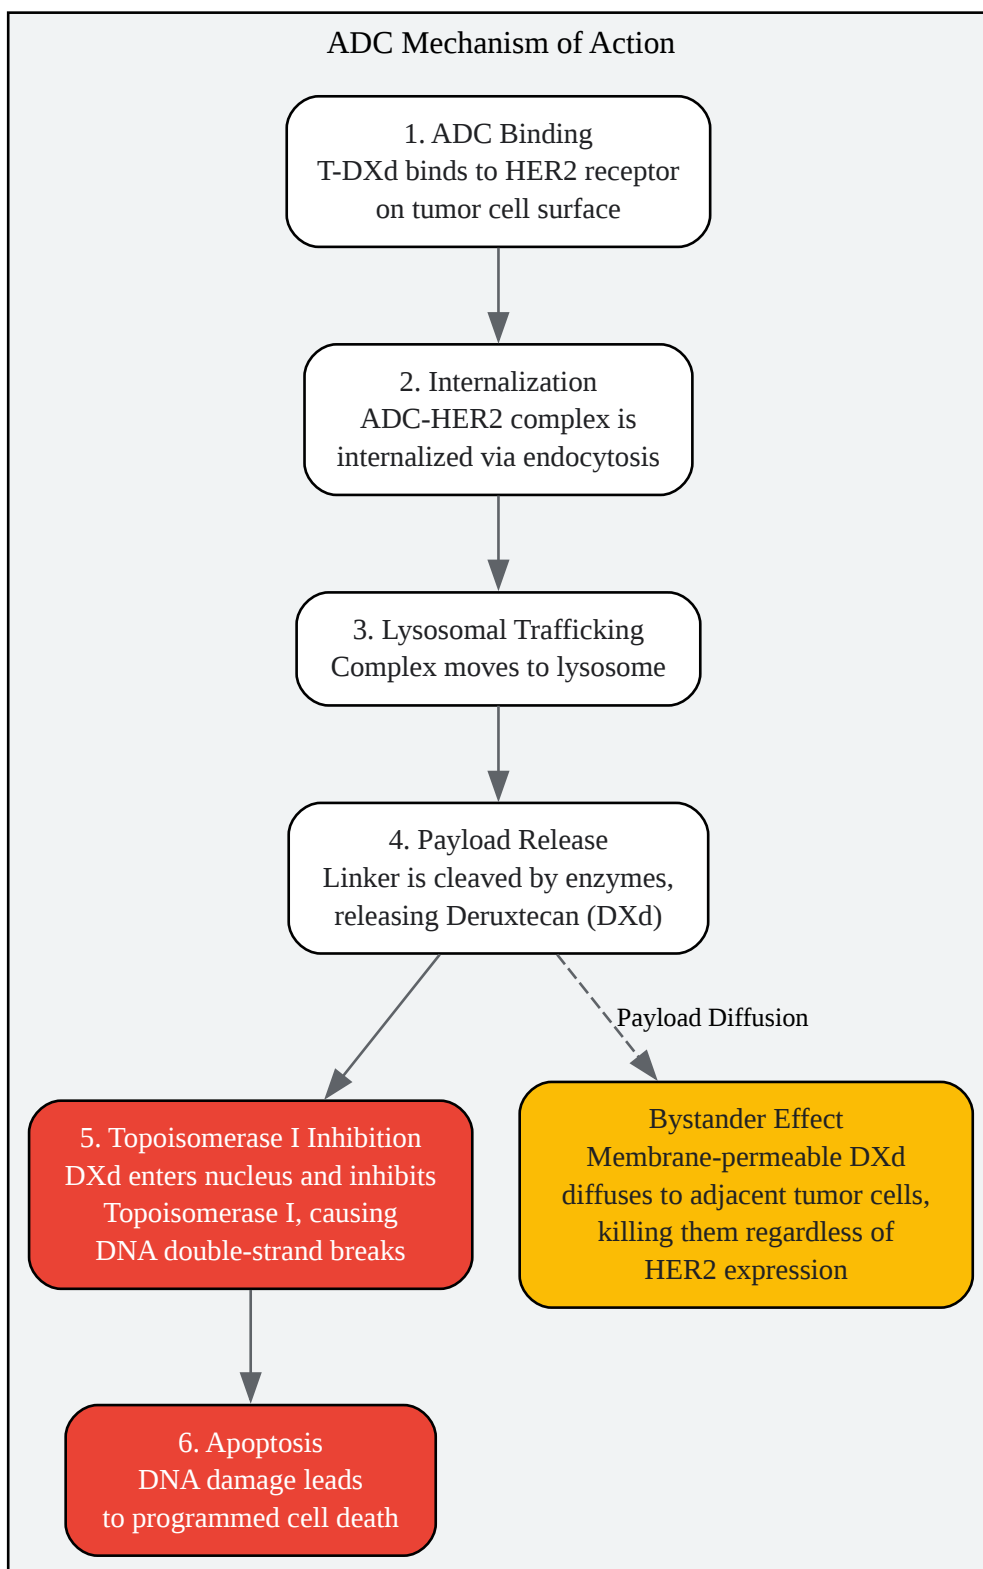 ADC Mechanism of Action
1. ADC Binding
T-DXd binds to HER2 receptor
on tumor cell surface
2. Internalization
ADC-HER2 complex is
internalized via endocytosis
3. Lysosomal Trafficking
Complex moves to lysosome
4. Payload Release
Linker is cleaved by enzymes,
releasing Deruxtecan (DXd)
Payload Diffusion
5. Topoisomerase I Inhibition
DXd enters nucleus and inhibits
Topoisomerase I, causing
DNA double-strand breaks
Bystander Effect
Membrane-permeable DXd
diffuses to adjacent tumor cells,
killing them regardless of
HER2 expression
6. Apoptosis
DNA damage leads
to programmed cell death